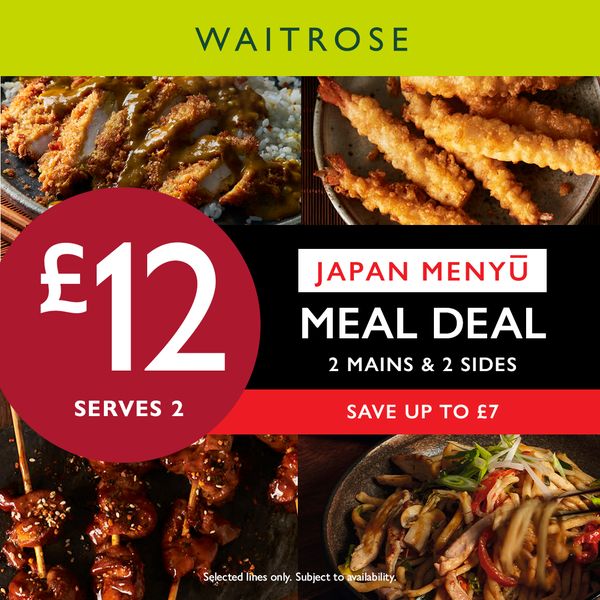 WAITROSE
£12
SERVES 2
JAPAN MENYŪ
MEAL DEAL
2 MAINS & 2 SIDES
SAVE UP TO £7
Selected lines only. Subject to availability.